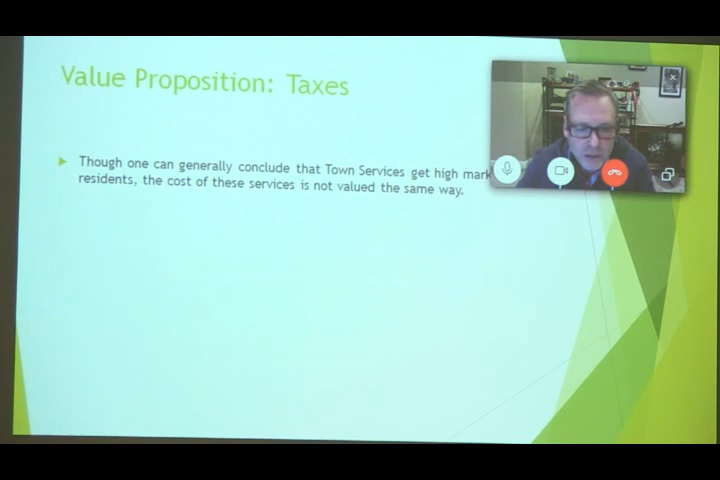 Value Proposition: Taxes
Though one can generally conclude that Town Services get high mark
residents, the cost of these services is not valued the same way.